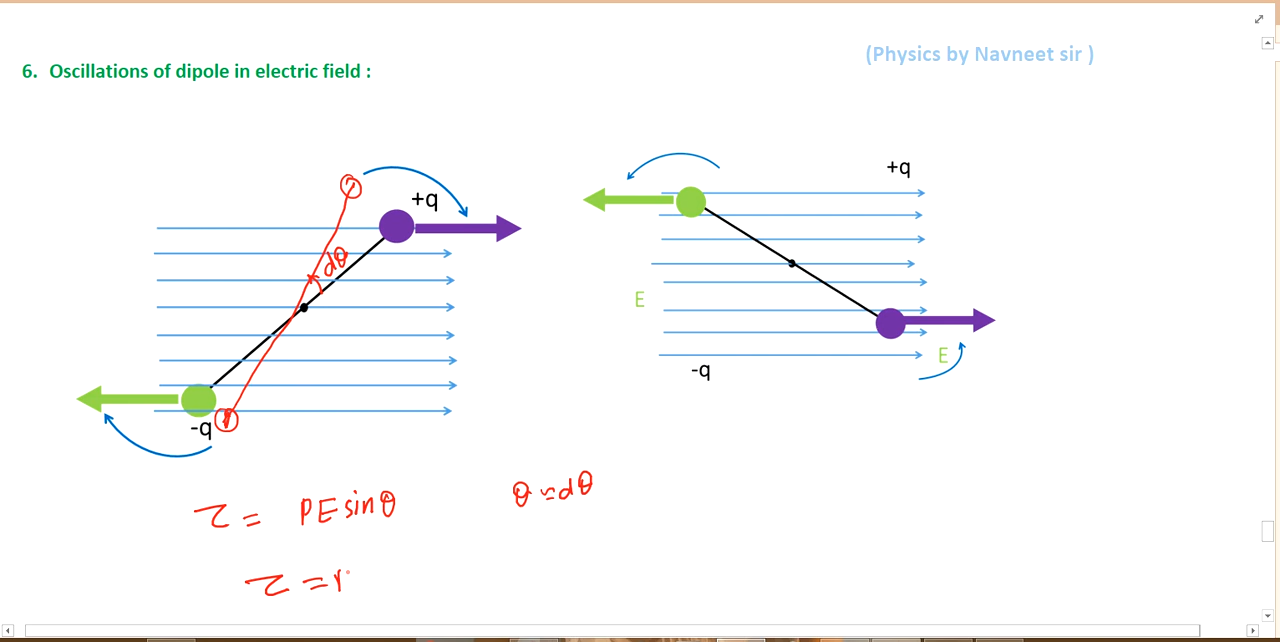 (Physics by Navneet sir )
6. Oscillations of dipole in electric field :
+q
dθ
-q
+q
E
E
-q
τ = PE sinθ
θ ≈ dθ
τ =